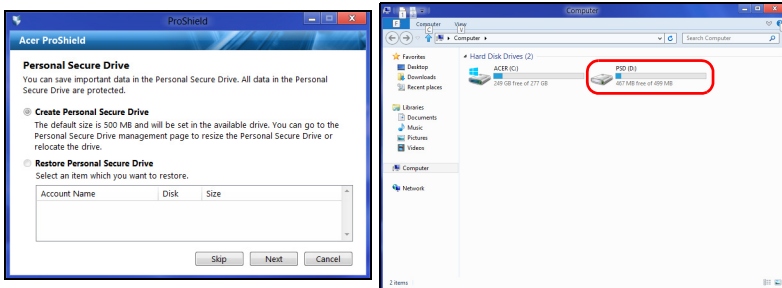 ProShield
Acer ProShield
Personal Secure Drive
You can save important data in the Personal Secure Drive. All data in the Personal
Secure Drive are protected.
Create Personal Secure Drive
The default size is 500 MB and will be set in the available drive. You can go to the
Personal Secure Drive management page to resize the Personal Secure Drive or
relocate the drive.
Restore Personal Secure Drive
Select an item which you want to restore.
Account Name Disk Size
Skip Next Cancel
Computer
1
F Computer View
C V
Computer
Search Computer
Favorites
Desktop
Downloads
Recent places
Libraries
Documents
Music
Pictures
Videos
Computer
Network
Hard Disk Drives (2)
ACER (C:)
249 GB free of 277 GB
PSD (D:)
467 MB free of 499 MB
2 items